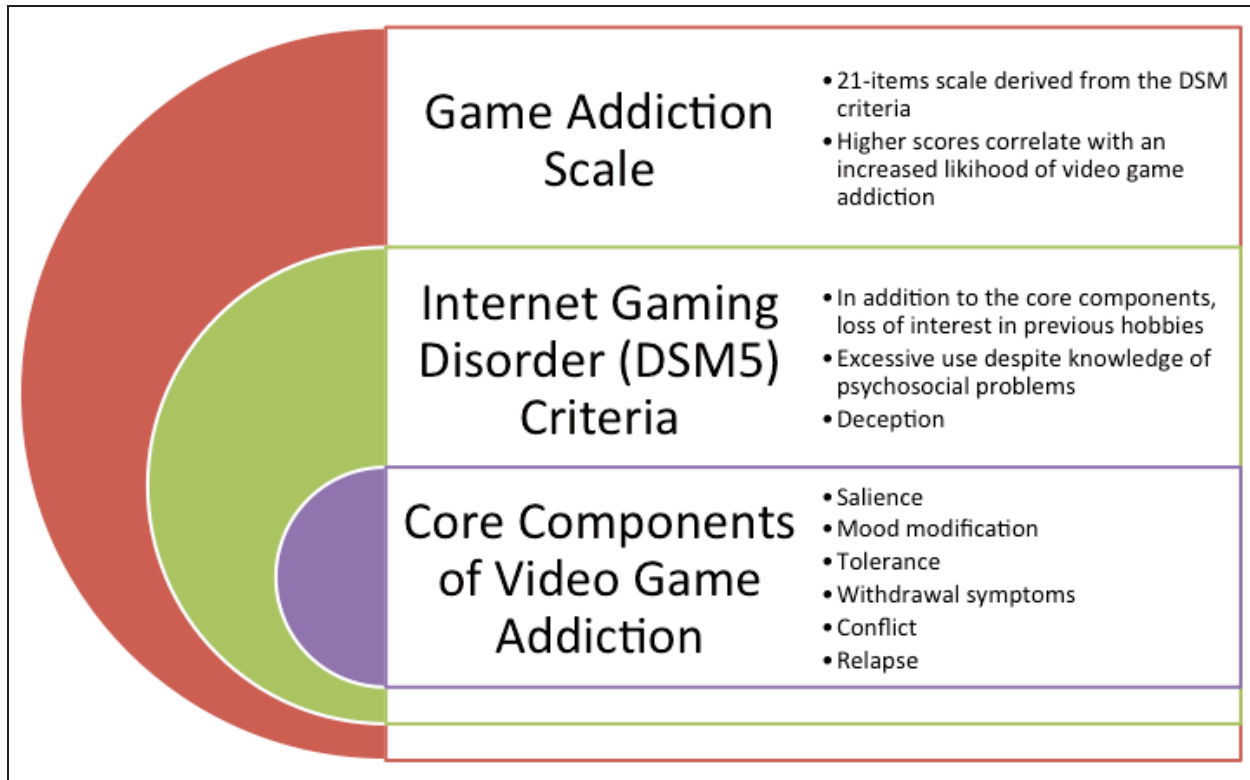 Game Addiction
Scale
• 21-items scale derived from the DSM
criteria
• Higher scores correlate with an
increased likihood of video game
addiction
Internet Gaming
Disorder (DSM5)
Criteria
• In addition to the core components,
loss of interest in previous hobbies
• Excessive use despite knowledge of
psychosocial problems
• Deception
Core Components
of Video Game
Addiction
• Salience
• Mood modification
• Tolerance
• Withdrawal symptoms
• Conflict
• Relapse